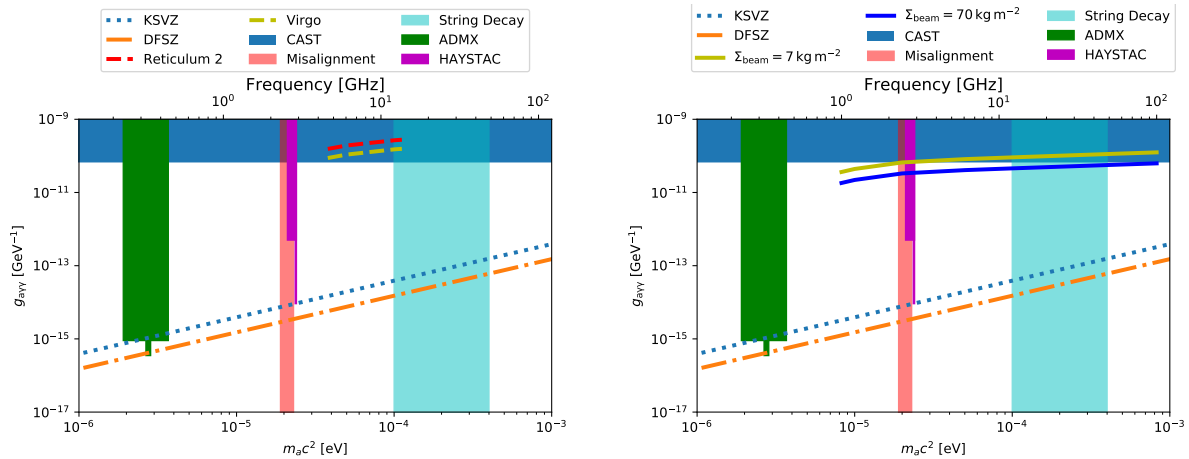 KSVZ
DFSZ
Reticulum 2
Virgo
CAST
Misalignment
String Decay
ADMX
HAYSTAC
Frequency [GHz]
10⁰ 10¹ 10²
10⁻⁹
10⁻¹¹
10⁻¹³
10⁻¹⁵
10⁻¹⁷
g_aγγ [GeV⁻¹]
10⁻⁶ 10⁻⁵ 10⁻⁴ 10⁻³
mₐc² [eV]
KSVZ
DFSZ
Σ_beam = 7 kg m⁻²
Σ_beam = 70 kg m⁻²
CAST
Misalignment
String Decay
ADMX
HAYSTAC
Frequency [GHz]
10⁰ 10¹ 10²
10⁻⁹
10⁻¹¹
10⁻¹³
10⁻¹⁵
10⁻¹⁷
g_aγγ [GeV⁻¹]
10⁻⁶ 10⁻⁵ 10⁻⁴ 10⁻³
mₐc² [eV]